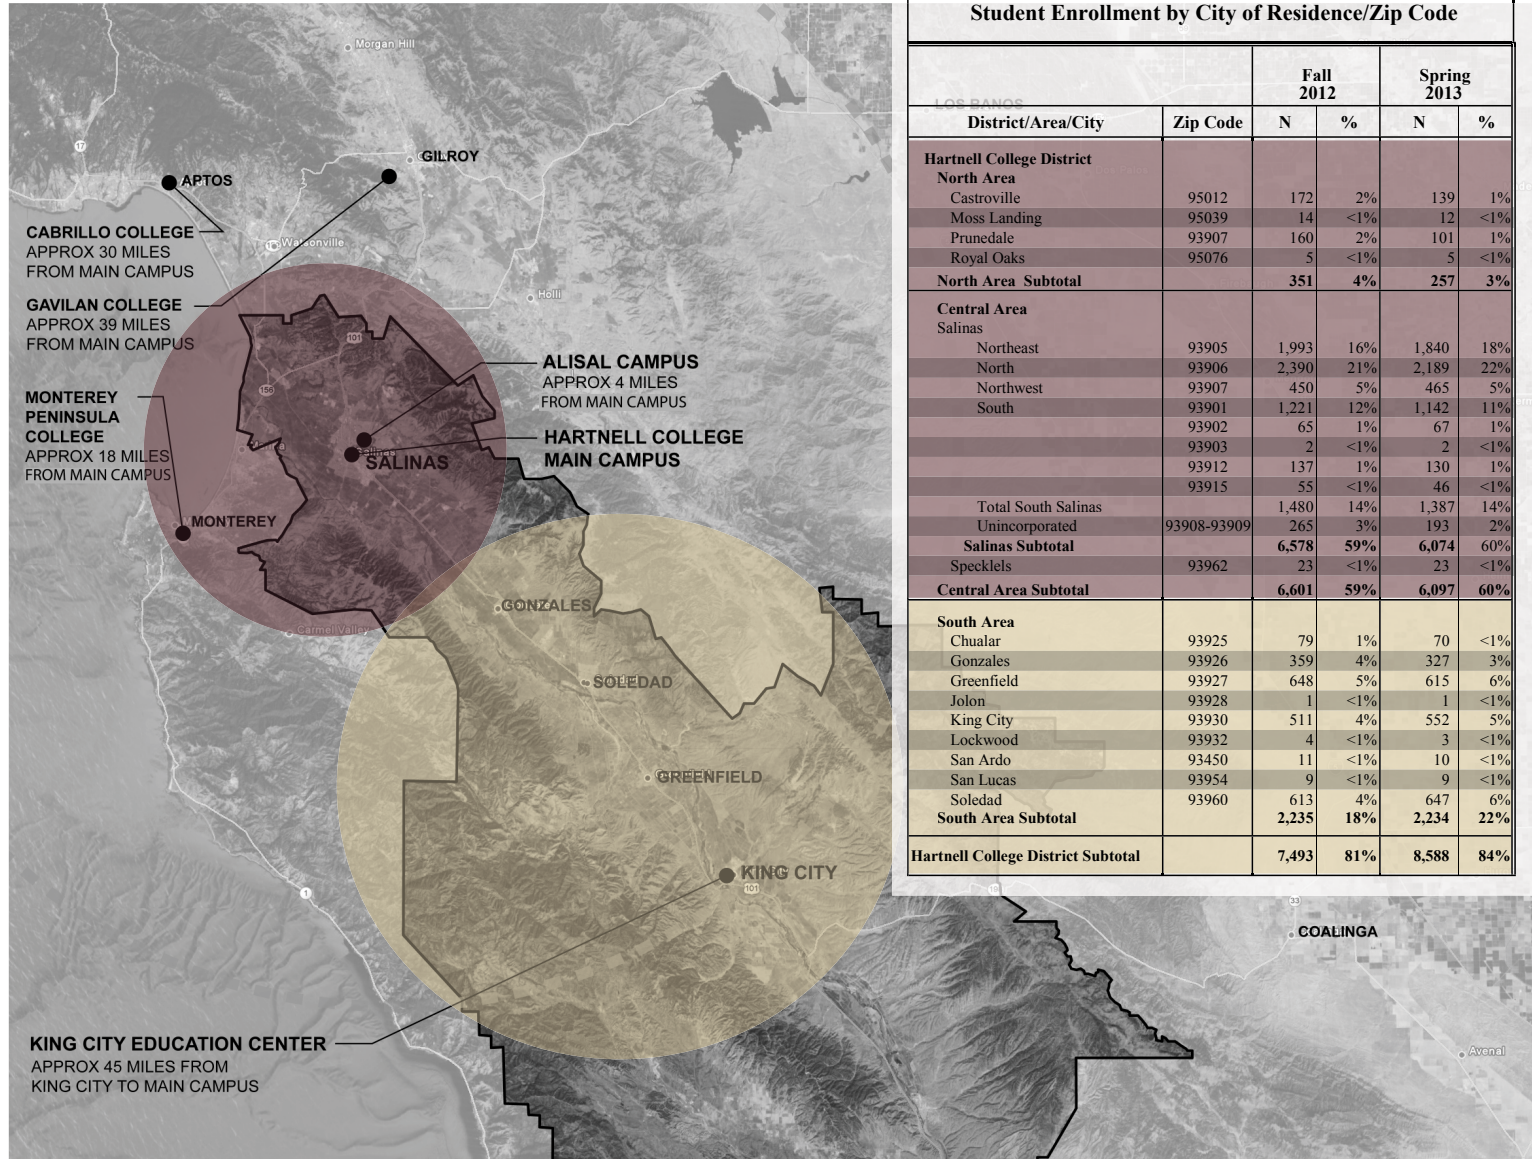 Morgan Hill
17
GILROY
APTOS
CABRILLO COLLEGE
APPROX 30 MILES
FROM MAIN CAMPUS
Watsonville
GAVILAN COLLEGE
APPROX 39 MILES
FROM MAIN CAMPUS
Holli
101
156
ALISAL CAMPUS
APPROX 4 MILES
FROM MAIN CAMPUS
MONTEREY
PENINSULA
COLLEGE
APPROX 18 MILES
FROM MAIN CAMPUS
HARTNELL COLLEGE
MAIN CAMPUS
SALINAS
MONTEREY
Carmel Valley
GONZALES
SOLEDAD
GREENFIELD
KING CITY
101
1
KING CITY EDUCATION CENTER
APPROX 45 MILES FROM
KING CITY TO MAIN CAMPUS
33
COALINGA
Avenal
LOS BANOS
Student Enrollment by City of Residence/Zip Code
Fall 2012 Spring 2013
District/Area/City Zip Code N % N %
Hartnell College District
North Area
Castroville 95012 172 2% 139 1%
Moss Landing 95039 14 <1% 12 <1%
Prunedale 93907 160 2% 101 1%
Royal Oaks 95076 5 <1% 5 <1%
North Area Subtotal 351 4% 257 3%
Central Area
Salinas
Northeast 93905 1,993 16% 1,840 18%
North 93906 2,390 21% 2,189 22%
Northwest 93907 450 5% 465 5%
South 93901 1,221 12% 1,142 11%
93902 65 1% 67 1%
93903 2 <1% 2 <1%
93912 137 1% 130 1%
93915 55 <1% 46 <1%
Total South Salinas 1,480 14% 1,387 14%
Unincorporated 93908-93909 265 3% 193 2%
Salinas Subtotal 6,578 59% 6,074 60%
Specklels 93962 23 <1% 23 <1%
Central Area Subtotal 6,601 59% 6,097 60%
South Area
Chualar 93925 79 1% 70 <1%
Gonzales 93926 359 4% 327 3%
Greenfield 93927 648 5% 615 6%
Jolon 93928 1 <1% 1 <1%
King City 93930 511 4% 552 5%
Lockwood 93932 4 <1% 3 <1%
San Ardo 93450 11 <1% 10 <1%
San Lucas 93954 9 <1% 9 <1%
Soledad 93960 613 4% 647 6%
South Area Subtotal 2,235 18% 2,234 22%
Hartnell College District Subtotal 7,493 81% 8,588 84%